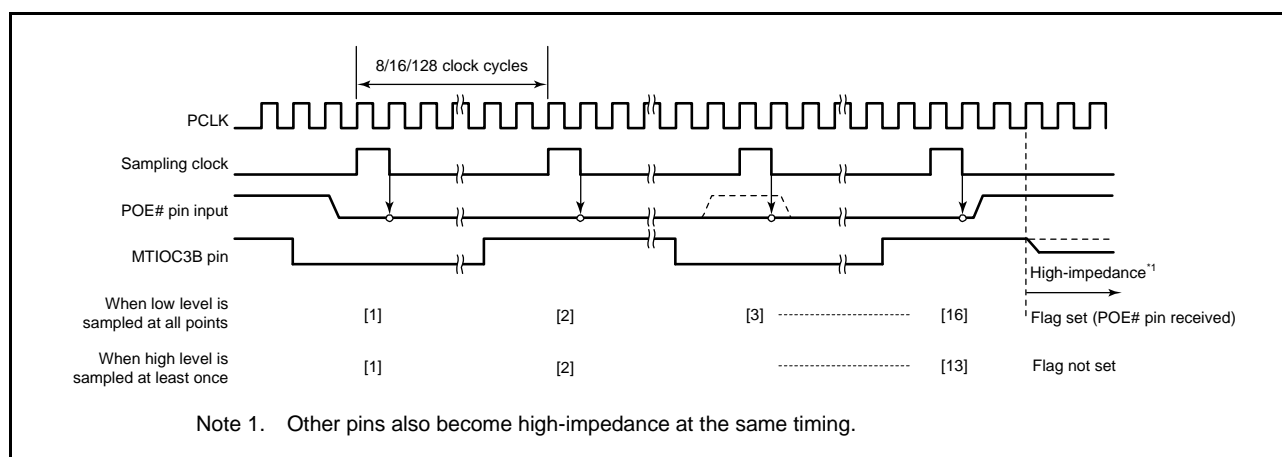 8/16/128 clock cycles
PCLK
Sampling clock
POE# pin input
MTIOC3B pin
High-impedance*1
When low level is
sampled at all points
[1] [2] [3] [16] Flag set (POE# pin received)
When high level is
sampled at least once
[1] [2] [13] Flag not set
Note 1. Other pins also become high-impedance at the same timing.